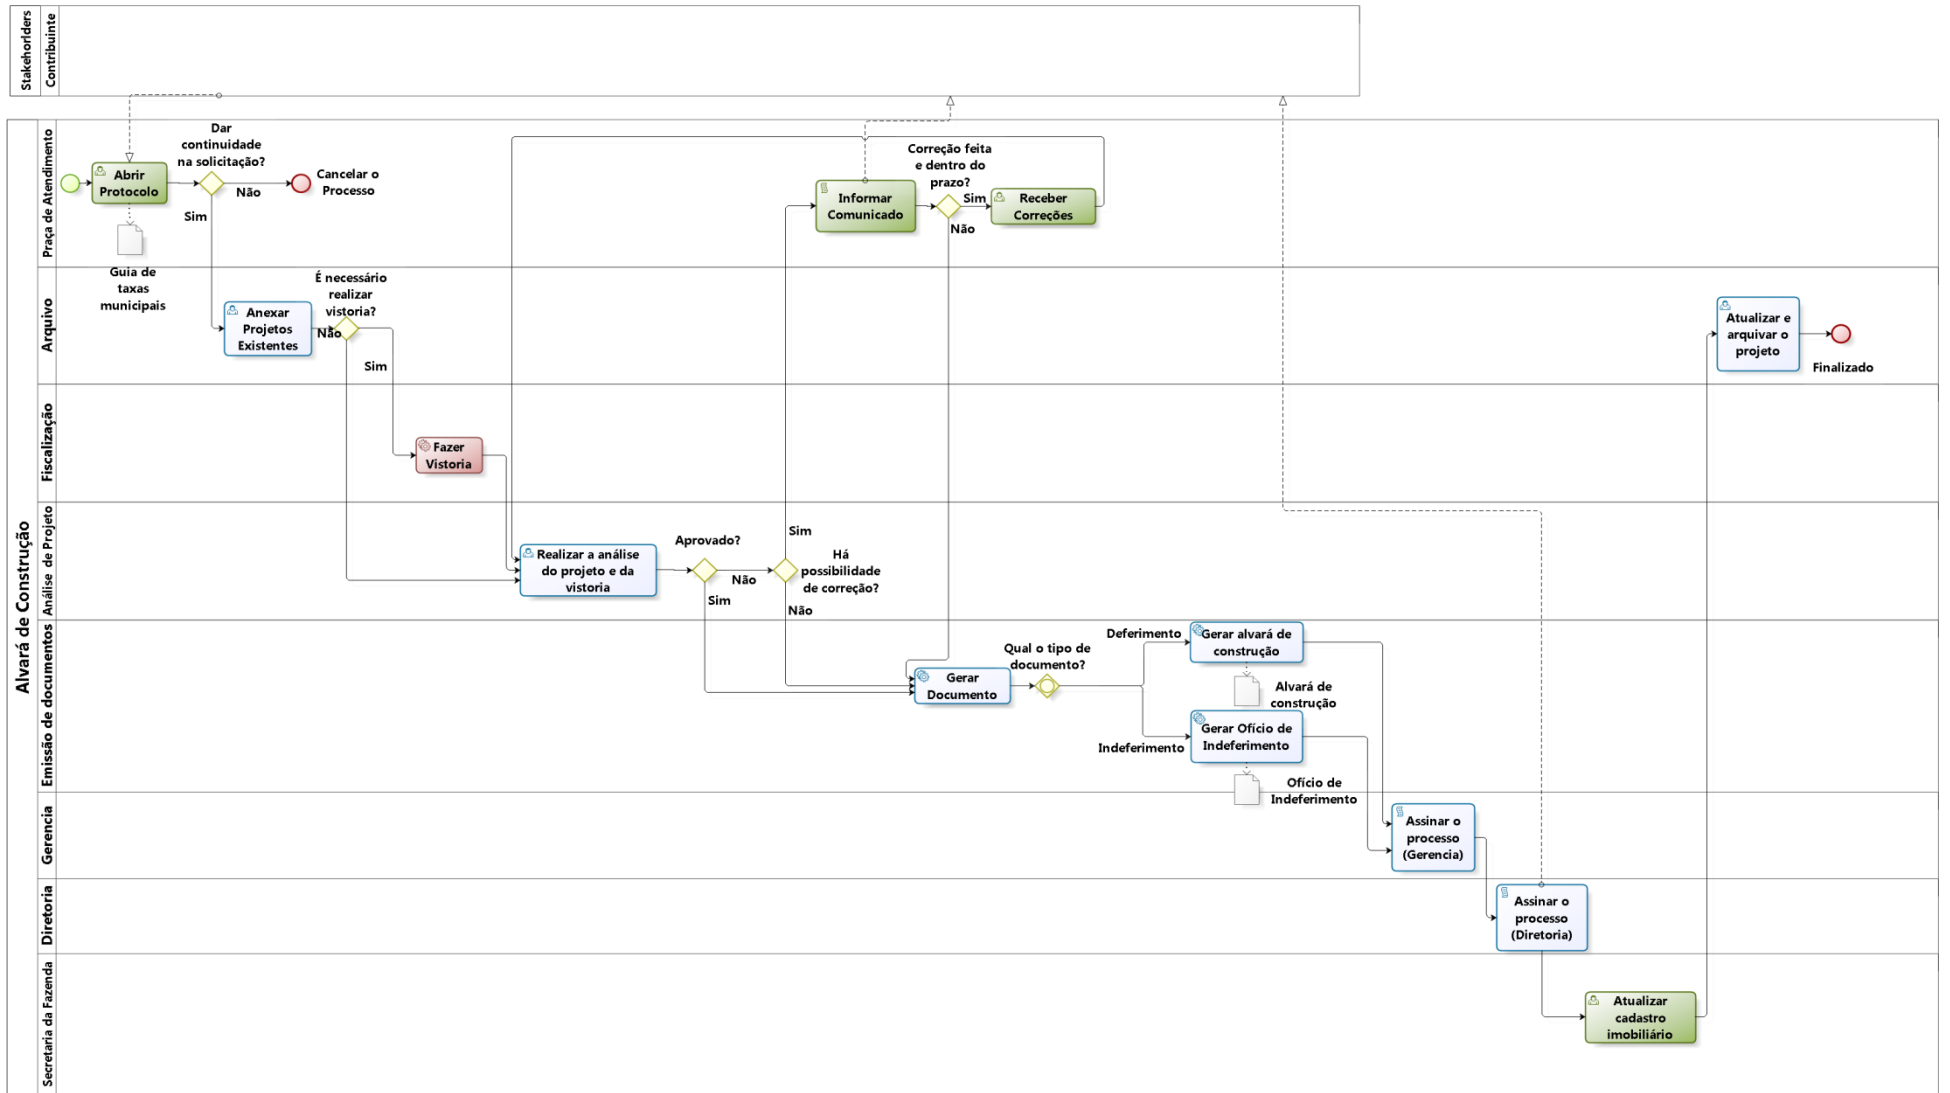 Stakehorlders
Contribuinte
Alvará de Construção
Praça de Atendimento
Dar
continuidade
na solicitação?
Abrir
Protocolo
Não
Cancelar o
Processo
Sim
Guia de
taxas
municipais
Informar
Comunicado
Correção feita
e dentro do
prazo?
Sim
Não
Receber
Correções
Arquivo
Anexar
Projetos
Existentes
É necessário
realizar
vistoria?
Não
Sim
Atualizar e
arquivar o
projeto
Finalizado
Fiscalização
Fazer
Vistoria
Análise de Projeto
Realizar a análise
do projeto e da
vistoria
Aprovado?
Não
Sim
Sim
Há
possibilidade
de correção?
Não
Emissão de documentos
Gerar
Documento
Qual o tipo de
documento?
Deferimento
Gerar alvará de
construção
Alvará de
construção
Indeferimento
Gerar Ofício de
Indeferimento
Ofício de
Indeferimento
Gerencia
Assinar o
processo
(Gerencia)
Diretoria
Assinar o
processo
(Diretoria)
Secretaria da Fazenda
Atualizar
cadastro
imobiliário